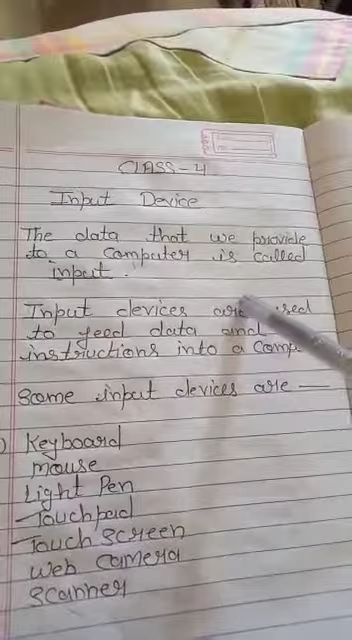 CLASS-4
Input Device
The data that we provide
to a computer is called
input.
Input devices are used
to feed data and
instructions into a comp
Some input devices are —
Keyboard
mouse
Light Pen
Touchpad
Touch Screen
Web Camera
Scanner